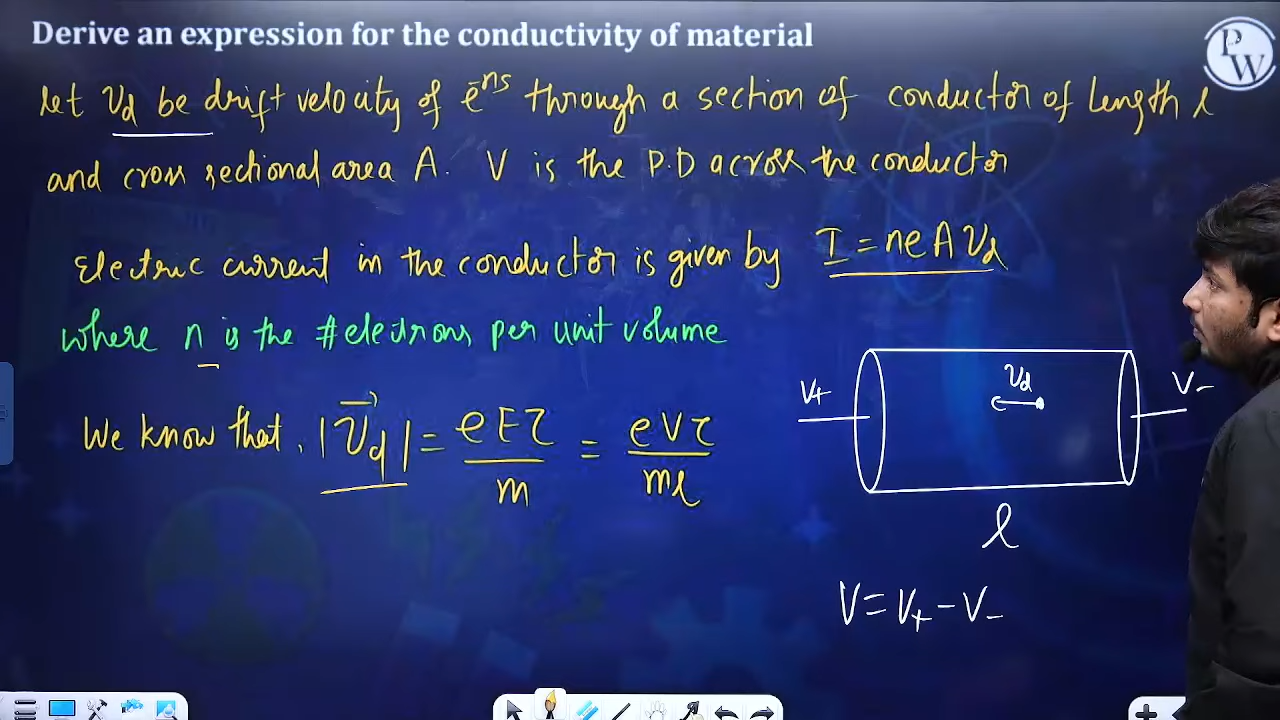 Derive an expression for the conductivity of material
PW
let Vd be drift velocity of e⁻ns through a section of conductor of length l
and cross sectional area A. V is the P.D across the conductor
Electric current in the conductor is given by I = neAVd
where n is the #electrons per unit volume
We know that, |V⃗d| = eEτ/m = eVτ/ml
V+
Vd
V-
l
V = V+ - V-